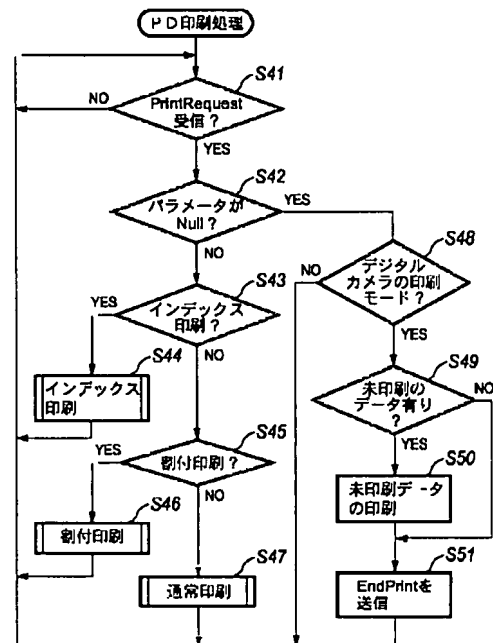 PD印刷処理
S41
NO
PrintRequest
受信?
YES
S42
パラメータが
Null?
YES
NO
S43
YES
インデックス
印刷?
NO
S44
インデックス
印刷
S45
YES
割付印刷?
NO
S46
割付印刷
S47
通常印刷
S48
NO
デジタル
カメラの印刷
モード?
YES
S49
未印刷の
データ有り
?
NO
YES
S50
未印刷データ
の印刷
S51
EndPrintを
送信